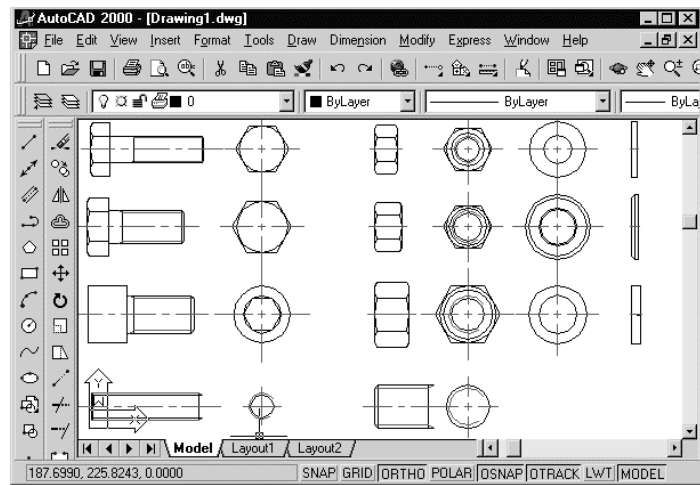 AutoCAD 2000 - [Drawing1.dwg]
File Edit View Insert Format Tools Draw Dimension Modify Express Window Help
0 ByLayer ByLayer ByLa
Y
X
Model Layout1 Layout2
187.6990, 225.8243, 0.0000 SNAP GRID ORTHO POLAR OSNAP OTRACK LWT MODEL